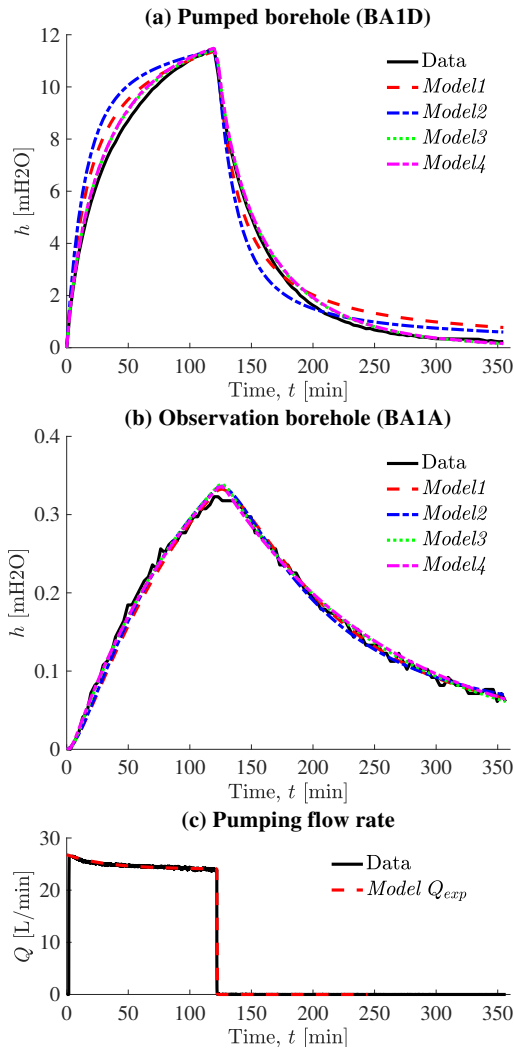 (a) Pumped borehole (BA1D)
12
10
8
6
4
2
0
h [mH2O]
Data
Model1
Model2
Model3
Model4
0 50 100 150 200 250 300 350
Time, t [min]
(b) Observation borehole (BA1A)
0.4
0.3
0.2
0.1
0
h [mH2O]
Data
Model1
Model2
Model3
Model4
0 50 100 150 200 250 300 350
Time, t [min]
(c) Pumping flow rate
30
20
10
0
Q [L/min]
Data
Model Qexp
0 50 100 150 200 250 300 350
Time, t [min]